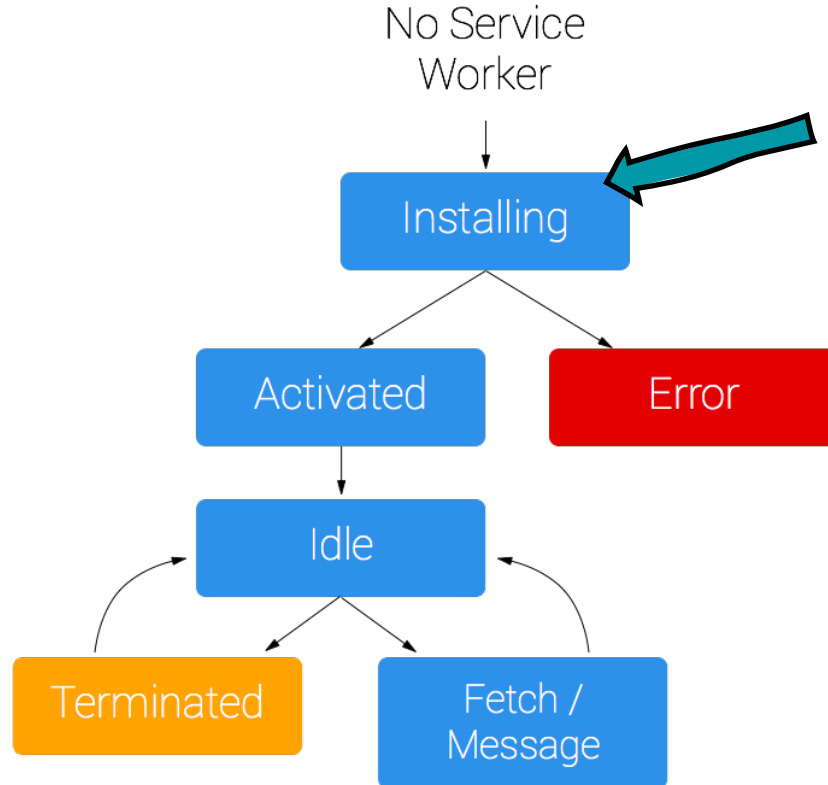 No Service
Worker
Installing
Activated
Error
Idle
Terminated
Fetch /
Message